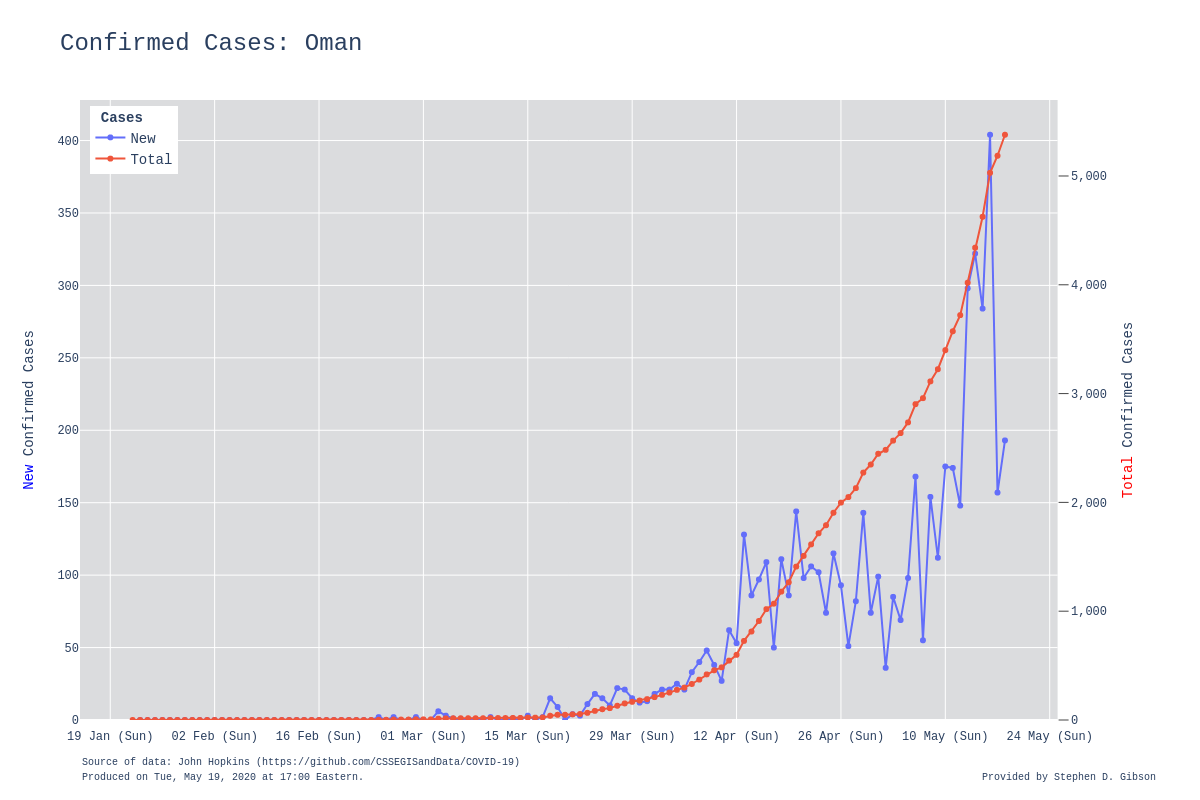 Confirmed Cases: Oman
Cases
New
Total
400
350
300
250
200
150
100
50
0
5,000
4,000
3,000
2,000
1,000
0
New Confirmed Cases
Total Confirmed Cases
19 Jan (Sun) 02 Feb (Sun) 16 Feb (Sun) 01 Mar (Sun) 15 Mar (Sun) 29 Mar (Sun) 12 Apr (Sun) 26 Apr (Sun) 10 May (Sun) 24 May (Sun)
Source of data: John Hopkins (https://github.com/CSSEGISandData/COVID-19)
Produced on Tue, May 19, 2020 at 17:00 Eastern.
Provided by Stephen D. Gibson